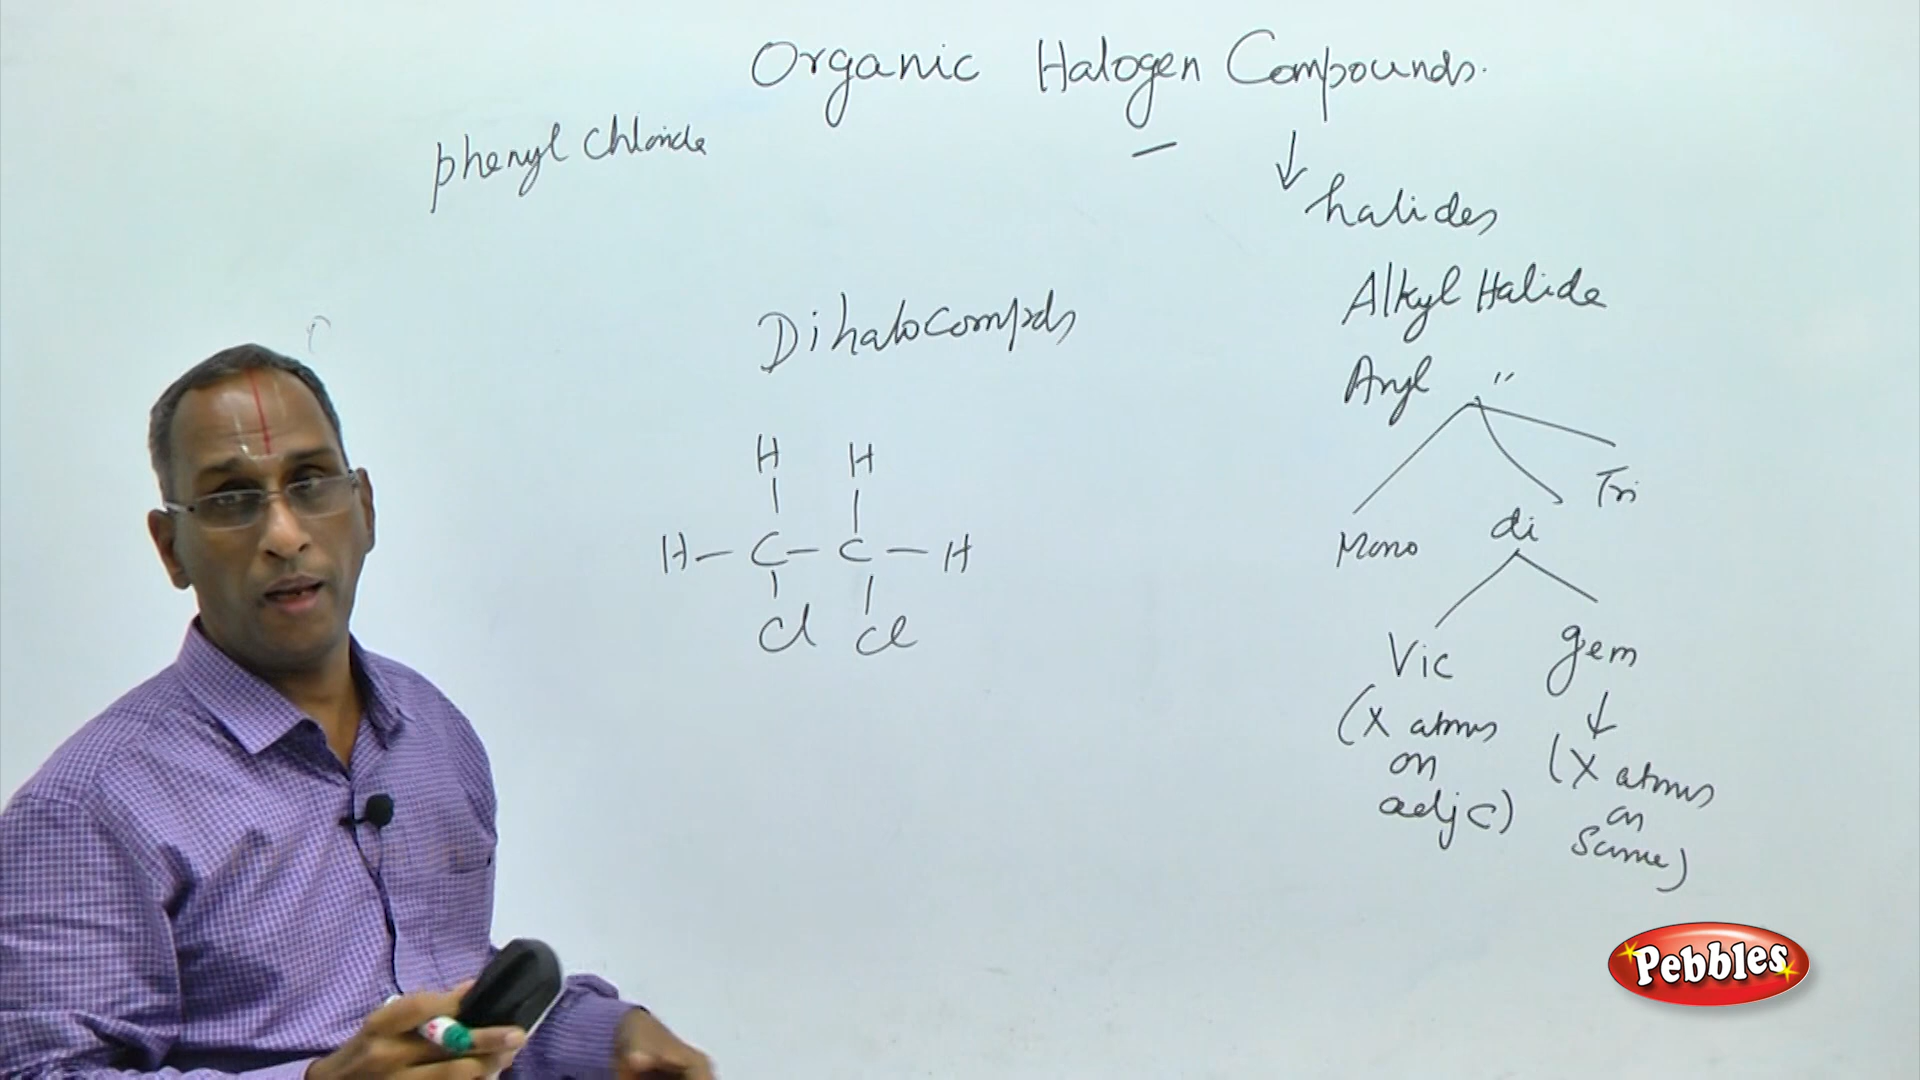 Organic Halogen Compounds.
phenyl chloride
halides
Alkyl Halide
Aryl "
Dihalocompds
Mono di Tri
H H
H-C-C-H
Cl Cl
Vic gem
(X atoms
on
adj C)
(X atoms
on
same)
Pebbles